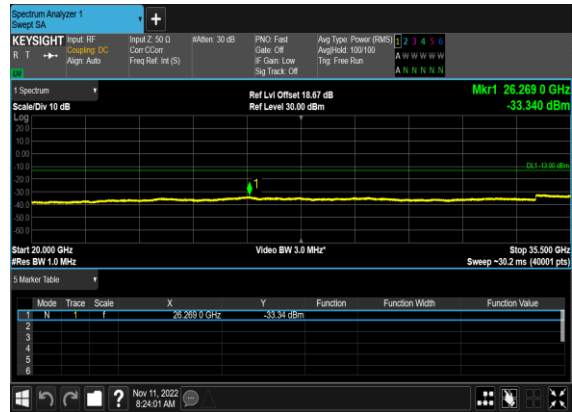 Spectrum Analyzer 1
Swept SA
KEYSIGHT Input: RF Input Z: 50 Ω #Atten: 30 dB PNO: Fast Avg Type: Power (RMS) 1 2 3 4 5 6
R T Coupling: DC Corr CCorr Gate: Off Avg|Hold: 100/100 A W W W W W
Align: Auto Freq Ref: Int (S) IF Gain: Low Trig: Free Run
Sig Track: Off A N N N N N
1 Spectrum Ref Lvl Offset 18.67 dB Mkr1 26.269 0 GHz
Scale/Div 10 dB Ref Level 30.00 dBm -33.340 dBm
Log
20.0
10.0
0.00
-10.0 DL1 -13.00 dBm
-20.0 1
-30.0
-40.0
-50.0
-60.0
Start 20.000 GHz Video BW 3.0 MHz* Stop 35.500 GHz
#Res BW 1.0 MHz Sweep ~30.2 ms (40001 pts)
5 Marker Table
Mode Trace Scale X Y Function Function Width Function Value
1 N 1 f 26.269 0 GHz -33.34 dBm
2
3
4
5
6
? Nov 11, 2022
8:24:01 AM